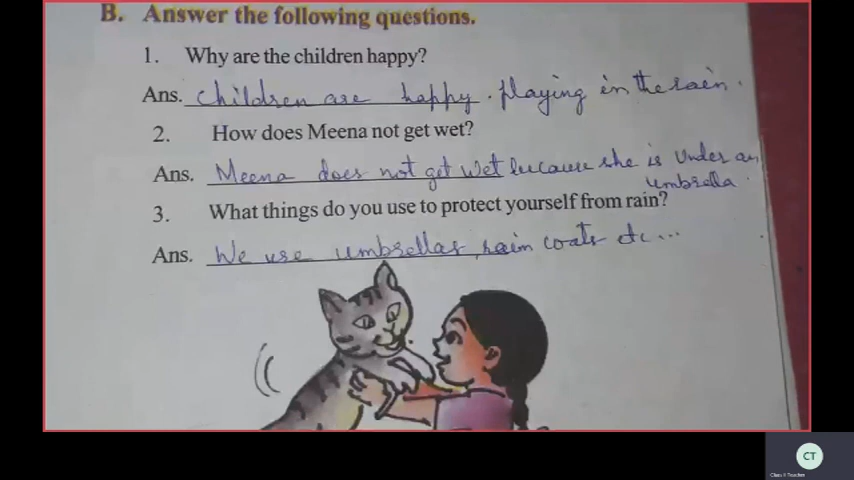 B. Answer the following questions.
1. Why are the children happy?
Ans. Children are happy. playing in the rain.
2. How does Meena not get wet?
Ans. Meena does not get wet because she is under an
umbrella.
3. What things do you use to protect yourself from rain?
Ans. We use umbrellas, rain coats etc...
CT